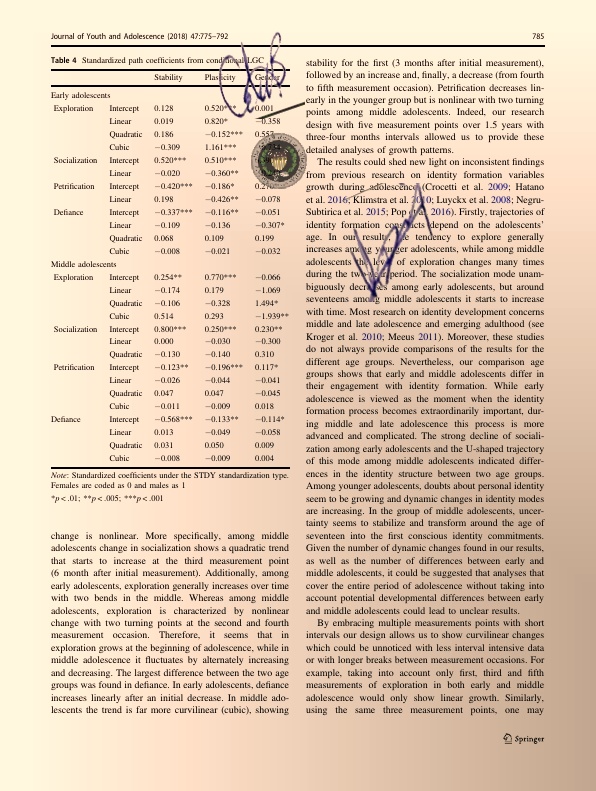 Journal of Youth and Adolescence (2018) 47:775–792 785
Table 4 Standardized path coefficients from conditional LGC
Stability Plasticity Gender
Early adolescents
Exploration Intercept 0.128 0.520*** 0.001
Linear 0.019 0.820* −0.358
Quadratic 0.186 −0.152***
Cubic −0.309 1.161***
Socialization Intercept 0.520*** 0.510***
Linear −0.020 −0.360**
Petrification Intercept −0.420*** −0.186*
Linear 0.198 −0.426** −0.078
Defiance Intercept −0.337*** −0.116** −0.051
Linear −0.109 −0.136 −0.307*
Quadratic 0.068 0.109 0.199
Cubic −0.008 −0.021 −0.032
Middle adolescents
Exploration Intercept 0.254** 0.770*** −0.066
Linear −0.174 0.179 −1.069
Quadratic −0.106 −0.328 1.494*
Cubic 0.514 0.293 −1.939**
Socialization Intercept 0.800*** 0.250*** 0.230**
Linear 0.000 −0.030 −0.300
Quadratic −0.130 −0.140 0.310
Petrification Intercept −0.123** −0.196*** 0.117*
Linear −0.026 −0.044 −0.041
Quadratic 0.047 0.047 −0.045
Cubic −0.011 −0.009 0.018
Defiance Intercept −0.568*** −0.133** −0.114*
Linear 0.013 −0.049 −0.058
Quadratic 0.031 0.050 0.009
Cubic −0.008 −0.009 0.004
Note: Standardized coefficients under the STDY standardization type.
Females are coded as 0 and males as 1
*p < .01; **p < .005; ***p < .001
change is nonlinear. More specifically, among middle
adolescents change in socialization shows a quadratic trend
that starts to increase at the third measurement point
(6 month after initial measurement). Additionally, among
early adolescents, exploration generally increases over time
with two bends in the middle. Whereas among middle
adolescents, exploration is characterized by nonlinear
change with two turning points at the second and fourth
measurement occasion. Therefore, it seems that in
exploration grows at the beginning of adolescence, while in
middle adolescence it fluctuates by alternately increasing
and decreasing. The largest difference between the two age
groups was found in defiance. In early adolescents, defiance
increases linearly after an initial decrease. In middle ado-
lescents the trend is far more curvilinear (cubic), showing
stability for the first (3 months after initial measurement),
followed by an increase and, finally, a decrease (from fourth
to fifth measurement occasion). Petrification decreases lin-
early in the younger group but is nonlinear with two turning
points among middle adolescents. Indeed, our research
design with five measurement points over 1.5 years with
three-four months intervals allowed us to provide these
detailed analyses of growth patterns.
The results could shed new light on inconsistent findings
from previous research on identity formation variables
growth during adolescence (Crocetti et al. 2009; Hatano
et al. 2016; Klimstra et al. 2010; Luyckx et al. 2008; Negru-
Subtirica et al. 2015; Pop et al. 2016). Firstly, trajectories of
identity formation constructs depend on the adolescents'
age. In our results, the tendency to explore generally
increases among younger adolescents, while among middle
adolescents the level of exploration changes many times
during the two-year period. The socialization mode unam-
biguously decreases among early adolescents, but around
seventeens among middle adolescents it starts to increase
with time. Most research on identity development concerns
middle and late adolescence and emerging adulthood (see
Kroger et al. 2010; Meeus 2011). Moreover, these studies
do not always provide comparisons of the results for the
different age groups. Nevertheless, our comparison age
groups shows that early and middle adolescents differ in
their engagement with identity formation. While early
adolescence is viewed as the moment when the identity
formation process becomes extraordinarily important, dur-
ing middle and late adolescence this process is more
advanced and complicated. The strong decline of sociali-
zation among early adolescents and the U-shaped trajectory
of this mode among middle adolescents indicated differ-
ences in the identity structure between two age groups.
Among younger adolescents, doubts about personal identity
seem to be growing and dynamic changes in identity modes
are increasing. In the group of middle adolescents, uncer-
tainty seems to stabilize and transform around the age of
seventeen into the first conscious identity commitments.
Given the number of dynamic changes found in our results,
as well as the number of differences between early and
middle adolescents, it could be suggested that analyses that
cover the entire period of adolescence without taking into
account potential developmental differences between early
and middle adolescents could lead to unclear results.
By embracing multiple measurements points with short
intervals our design allows us to show curvilinear changes
which could be unnoticed with less interval intensive data
or with longer breaks between measurement occasions. For
example, taking into account only first, third and fifth
measurements of exploration in both early and middle
adolescence would only show linear growth. Similarly,
using the same three measurement points, one may
Springer